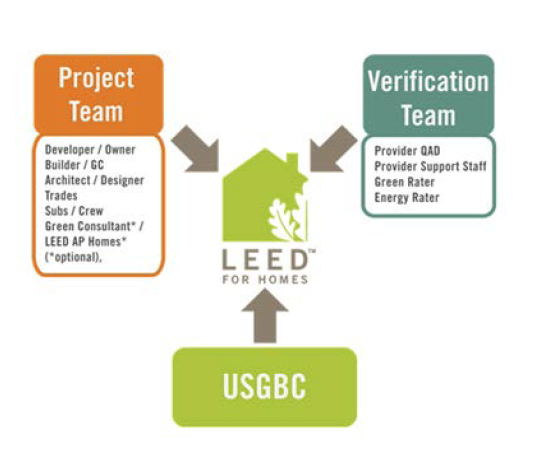 Project
Team
Developer / Owner
Builder / GC
Architect / Designer
Trades
Subs / Crew
Green Consultant* /
LEED AP Homes*
(*optional),
Verification
Team
Provider QAD
Provider Support Staff
Green Rater
Energy Rater
LEED™
FOR HOMES
USGBC